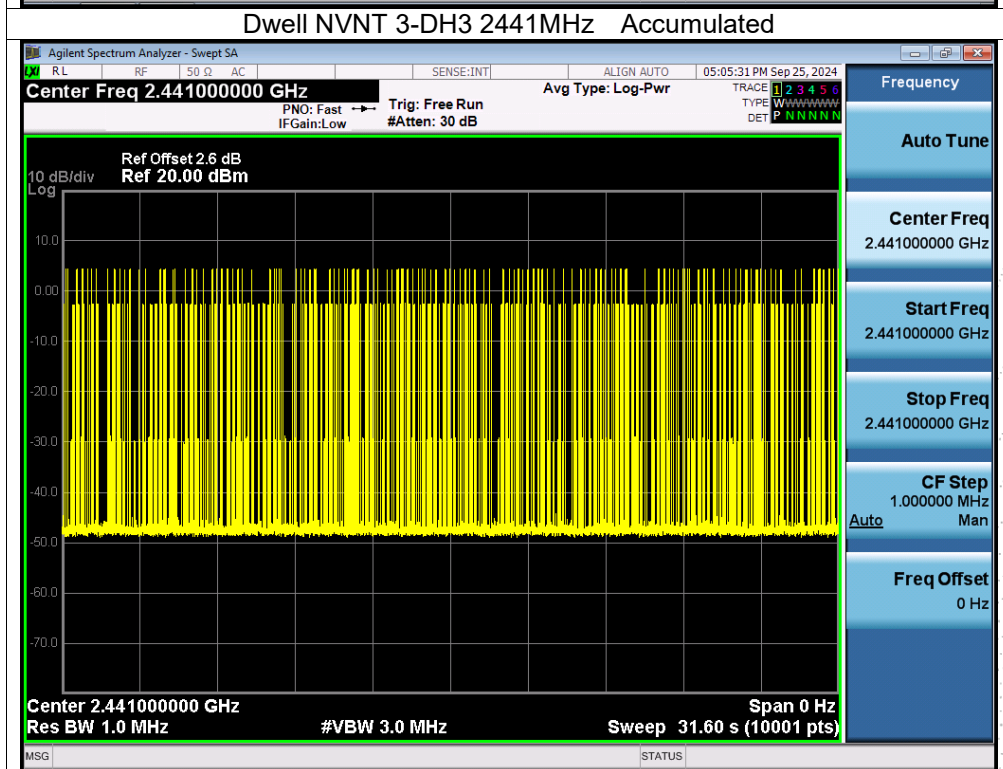 Dwell NVNT 3-DH3 2441MHz Accumulated
Agilent Spectrum Analyzer - Swept SA
LXI RL RF 50 Ω AC SENSE:INT ALIGN AUTO 05:05:31 PM Sep 25, 2024
Center Freq 2.441000000 GHz Avg Type: Log-Pwr TRACE 1 2 3 4 5 6
PNO: Fast Trig: Free Run TYPE WWWWWWW
IFGain:Low #Atten: 30 dB DET P N N N N N
Frequency
Ref Offset 2.6 dB
10 dB/div Ref 20.00 dBm
Log
10.0
0.00
-10.0
-20.0
-30.0
-40.0
-50.0
-60.0
-70.0
Center 2.441000000 GHz Span 0 Hz
Res BW 1.0 MHz #VBW 3.0 MHz Sweep 31.60 s (10001 pts)
Auto Tune
Center Freq
2.441000000 GHz
Start Freq
2.441000000 GHz
Stop Freq
2.441000000 GHz
CF Step
1.000000 MHz
Auto Man
Freq Offset
0 Hz
MSG STATUS